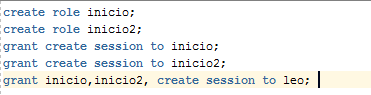 create role inicio;
create role inicio2;
grant create session to inicio;
grant create session to inicio2;
grant inicio,inicio2, create session to leo;